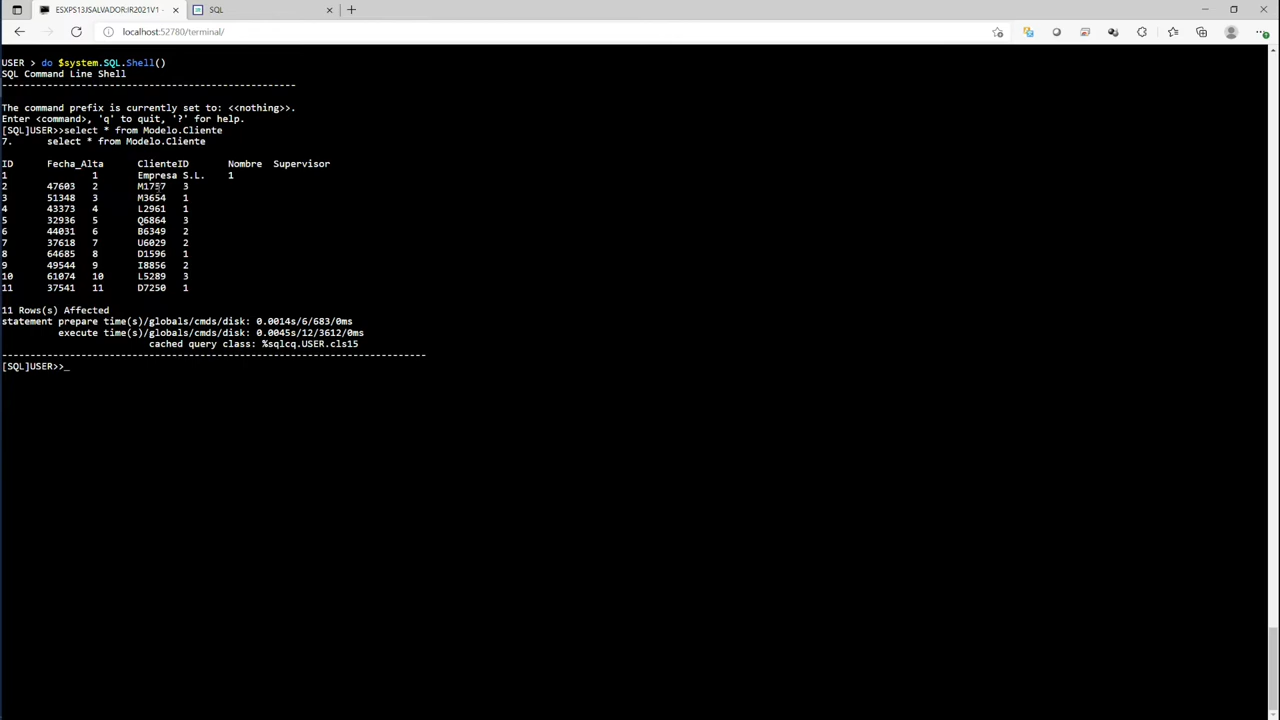 ESXPS13JSALVADOR:IR2021V1 -
SQL
localhost:52780/terminal/
USER > do $system.SQL.Shell()
SQL Command Line Shell
----------------------------------------------------
The command prefix is currently set to: <<nothing>>.
Enter <command>, 'q' to quit, '?' for help.
[SQL]USER>>select * from Modelo.Cliente
7.      select * from Modelo.Cliente
ID      Fecha_Alta      ClienteID       Nombre  Supervisor
1               1       Empresa S.L.    1
2       47603   2       M1757   3
3       51348   3       M3654   1
4       43373   4       L2961   1
5       32936   5       Q6864   3
6       44031   6       B6349   2
7       37618   7       U6029   2
8       64685   8       D1596   1
9       49544   9       I8856   2
10      61074   10      L5289   3
11      37541   11      D7250   1
11 Rows(s) Affected
statement prepare time(s)/globals/cmds/disk: 0.0014s/6/683/0ms
execute time(s)/globals/cmds/disk: 0.0045s/12/3612/0ms
cached query class: %sqlcq.USER.cls15
---------------------------------------------------------------------------
[SQL]USER>>_